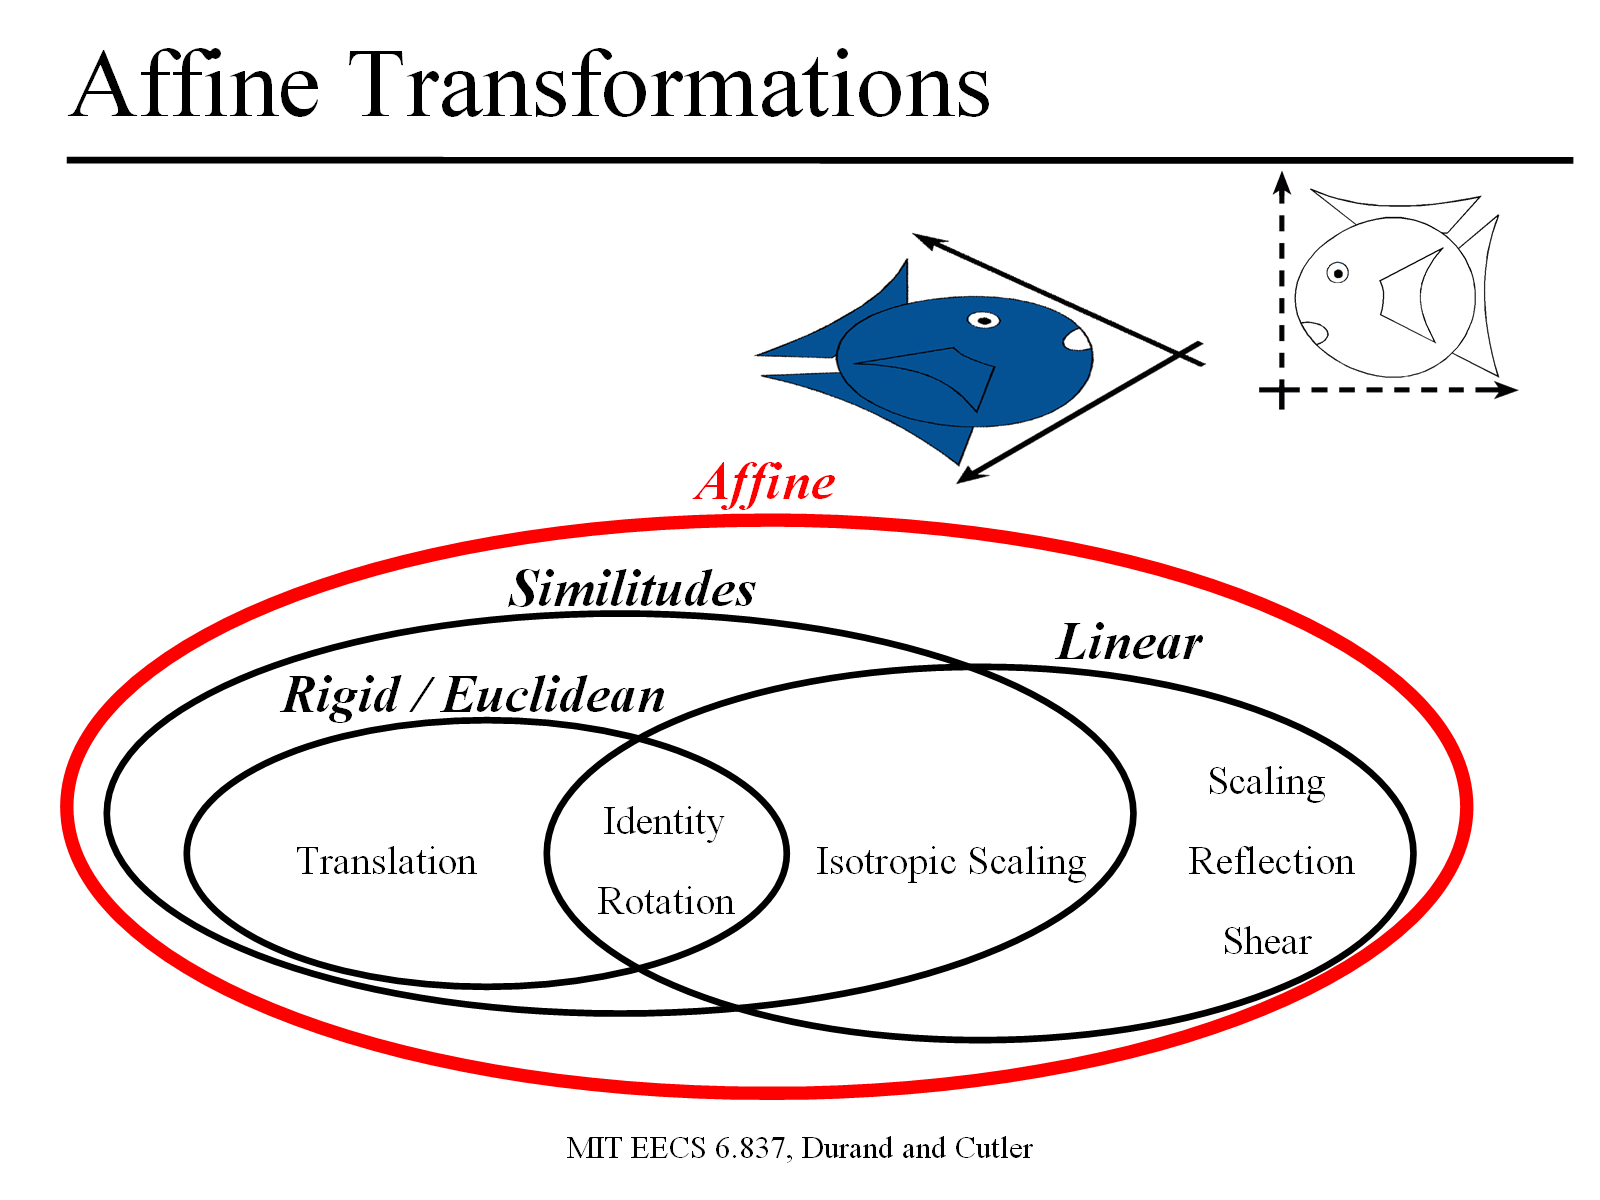 Affine Transformations
Affine
Similitudes
Linear
Rigid / Euclidean
Scaling
Identity
Translation
Isotropic Scaling
Reflection
Rotation
Shear
MIT EECS 6.837, Durand and Cutler